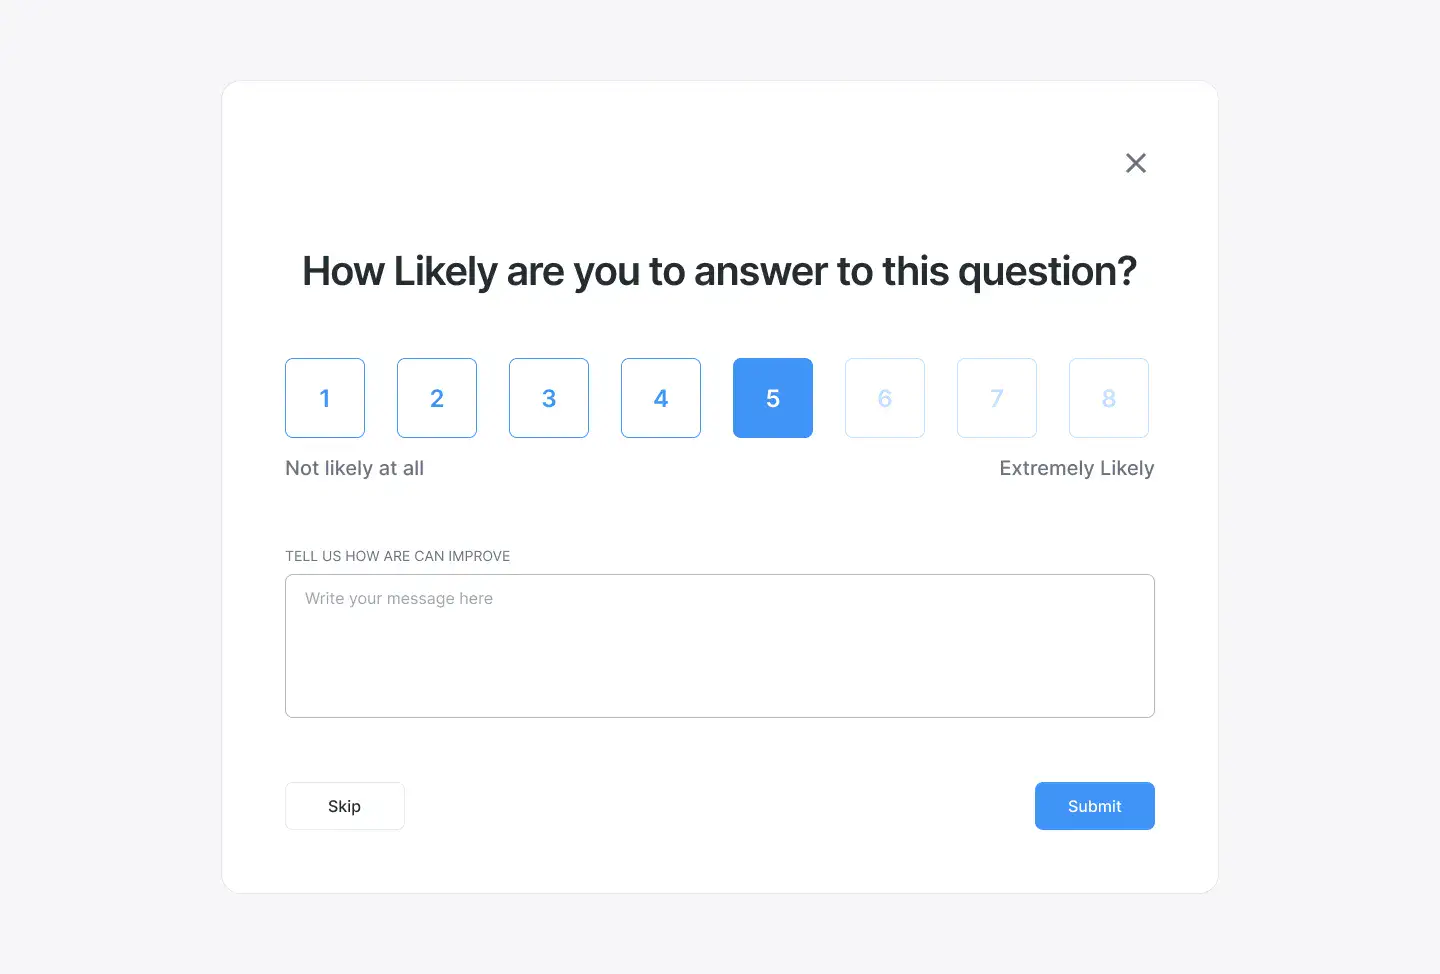 How Likely are you to answer to this question?
1 2 3 4 5 6 7 8
Not likely at all Extremely Likely
TELL US HOW ARE CAN IMPROVE
Write your message here
Skip Submit